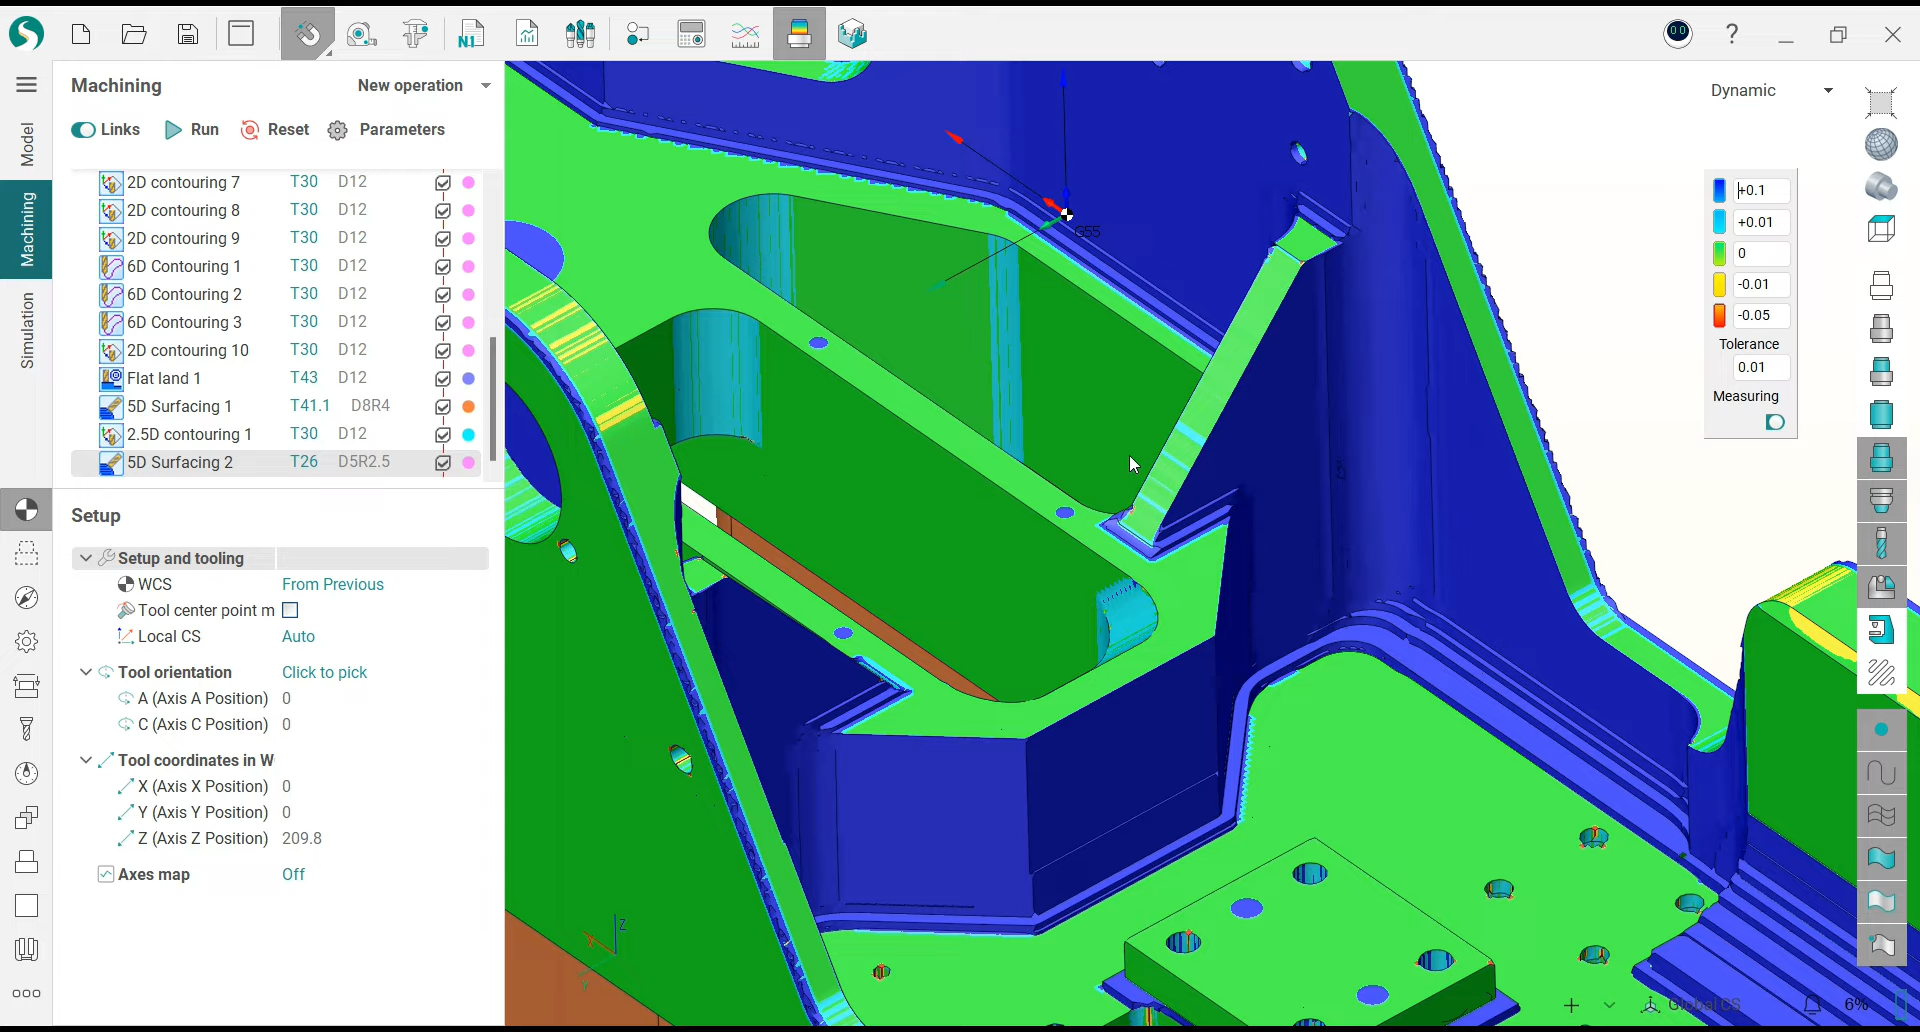 N1
Machining
New operation
Links
Run
Reset
Parameters
Model
Machining
Simulation
2D contouring 7 T30 D12
2D contouring 8 T30 D12
2D contouring 9 T30 D12
6D Contouring 1 T30 D12
6D Contouring 2 T30 D12
6D Contouring 3 T30 D12
2D contouring 10 T30 D12
Flat land 1 T43 D12
5D Surfacing 1 T41.1 D8R4
2.5D contouring 1 T30 D12
5D Surfacing 2 T26 D5R2.5
Setup
Setup and tooling
WCS From Previous
Tool center point m
Local CS Auto
Tool orientation Click to pick
A (Axis A Position) 0
C (Axis C Position) 0
Tool coordinates in W
X (Axis X Position) 0
Y (Axis Y Position) 0
Z (Axis Z Position) 209.8
Axes map Off
G55
Z
X
Y
Dynamic
+0.1
+0.01
0
-0.01
-0.05
Tolerance
0.01
Measuring
Global CS
6%